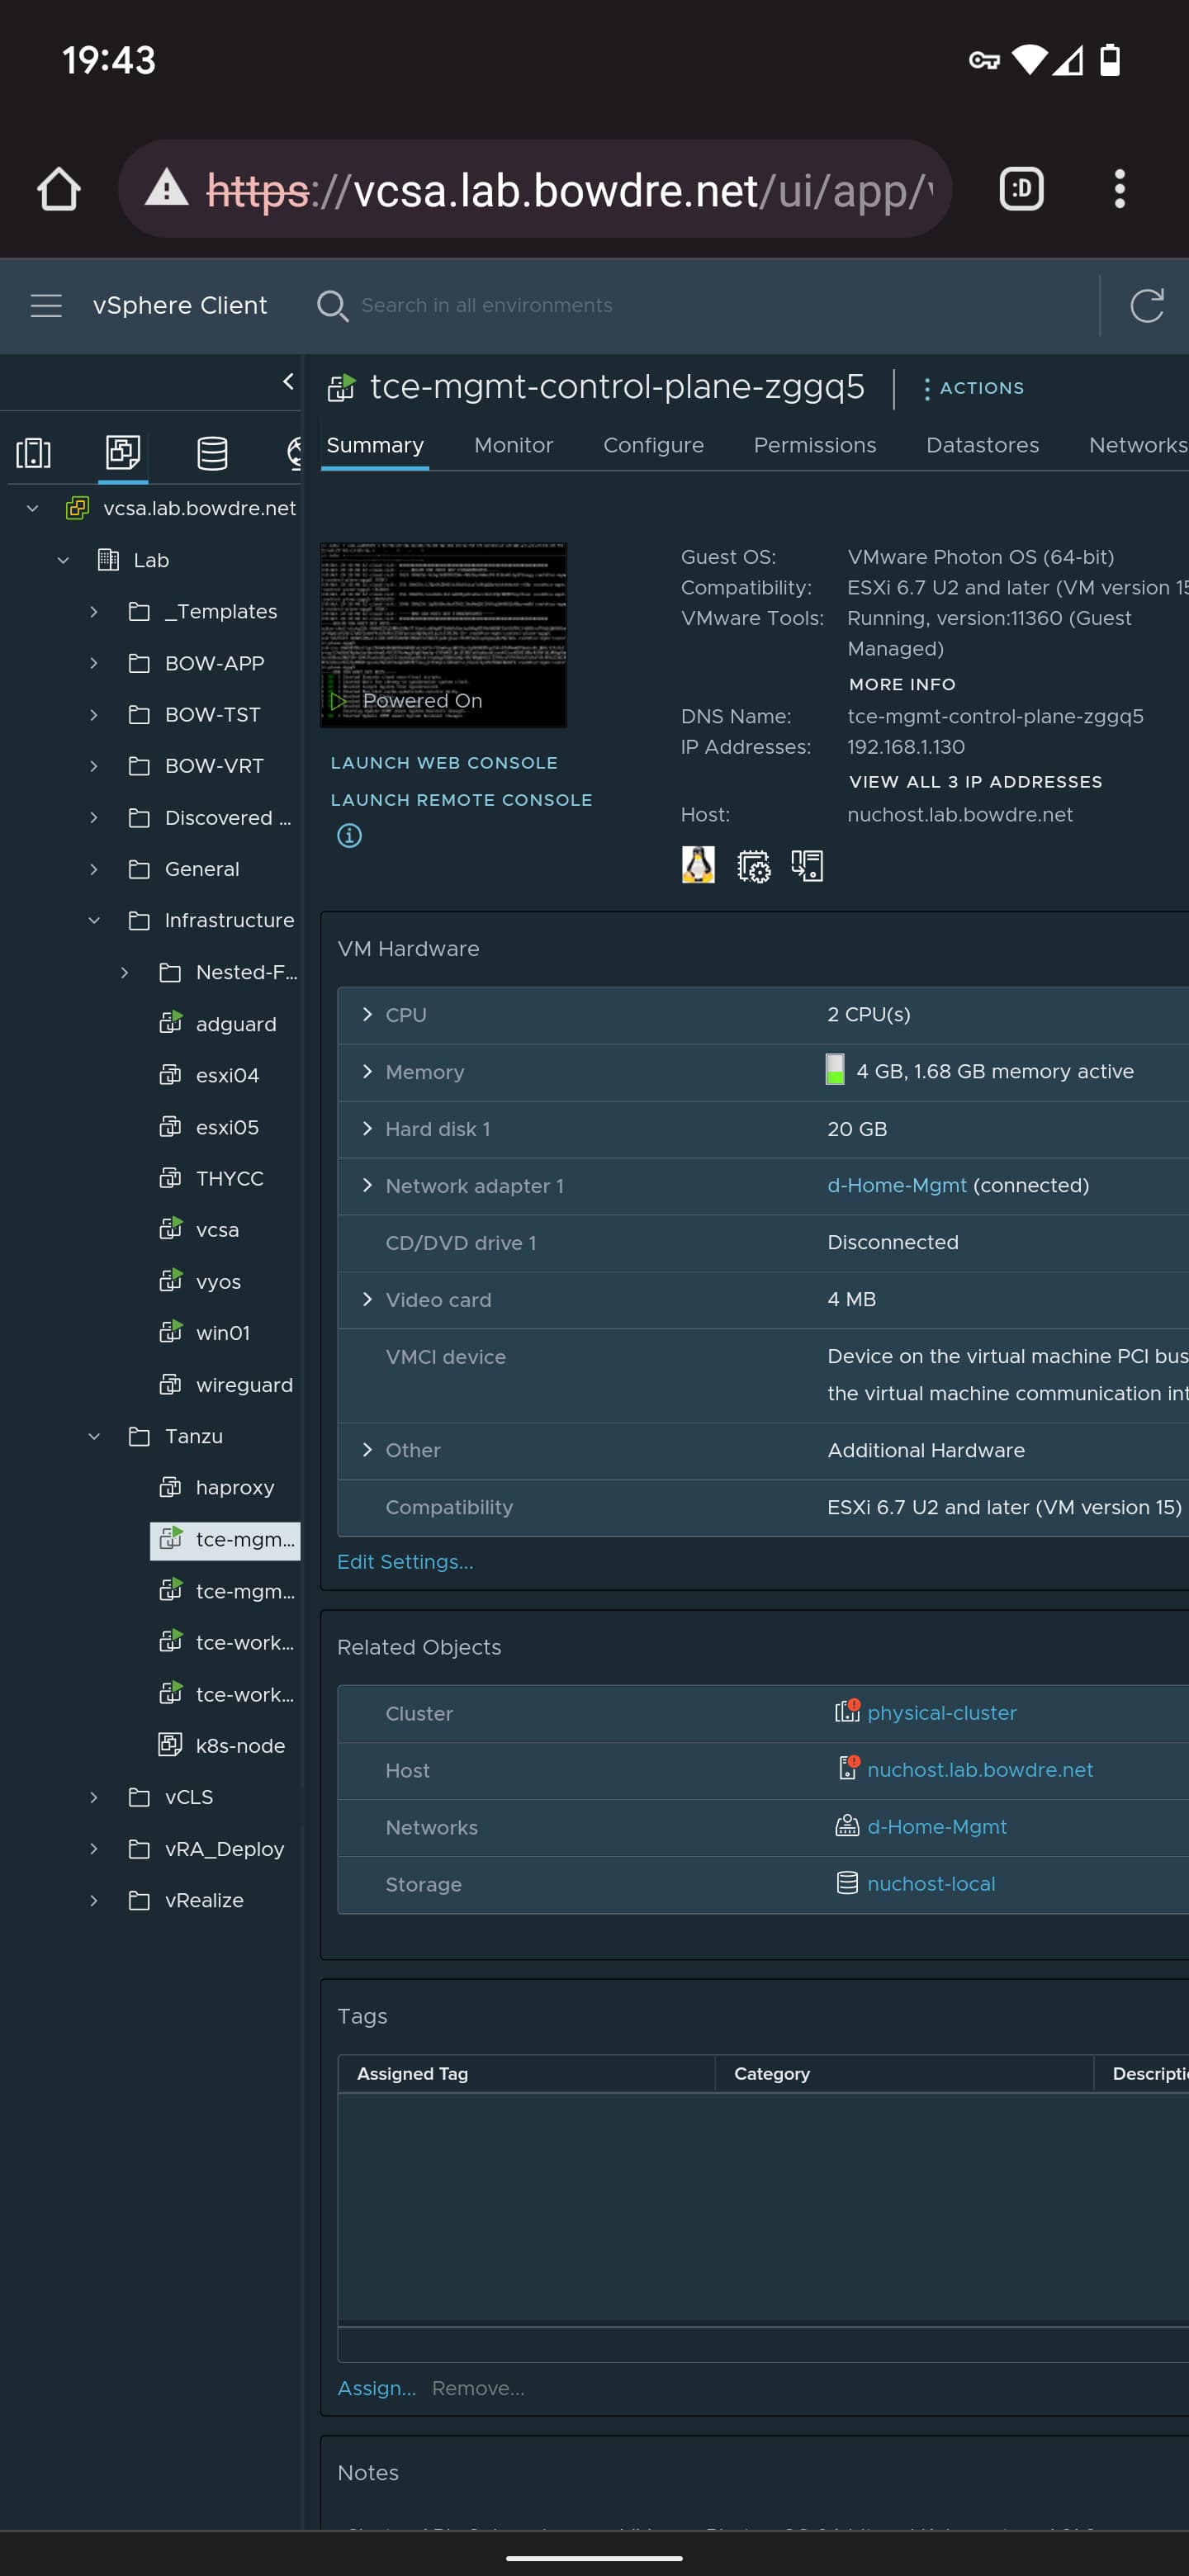 19:43
https://vcsa.lab.bowdre.net/ui/app/
:D
vSphere Client
Search in all environments
tce-mgmt-control-plane-zggq5
ACTIONS
Summary Monitor Configure Permissions Datastores Networks
vcsa.lab.bowdre.net
Lab
_Templates
BOW-APP
BOW-TST
BOW-VRT
Discovered ...
General
Infrastructure
Nested-F...
adguard
esxi04
esxi05
THYCC
vcsa
vyos
win01
wireguard
Tanzu
haproxy
tce-mgm...
tce-mgm...
tce-work...
tce-work...
k8s-node
vCLS
vRA_Deploy
vRealize
Powered On
LAUNCH WEB CONSOLE
LAUNCH REMOTE CONSOLE
Guest OS: VMware Photon OS (64-bit)
Compatibility: ESXi 6.7 U2 and later (VM version 15
VMware Tools: Running, version:11360 (Guest
Managed)
MORE INFO
DNS Name: tce-mgmt-control-plane-zggq5
IP Addresses: 192.168.1.130
VIEW ALL 3 IP ADDRESSES
Host: nuchost.lab.bowdre.net
VM Hardware
CPU 2 CPU(s)
Memory 4 GB, 1.68 GB memory active
Hard disk 1 20 GB
Network adapter 1 d-Home-Mgmt (connected)
CD/DVD drive 1 Disconnected
Video card 4 MB
VMCI device Device on the virtual machine PCI bus
the virtual machine communication int
Other Additional Hardware
Compatibility ESXi 6.7 U2 and later (VM version 15)
Edit Settings...
Related Objects
Cluster physical-cluster
Host nuchost.lab.bowdre.net
Networks d-Home-Mgmt
Storage nuchost-local
Tags
Assigned Tag Category Descripti
Assign... Remove...
Notes